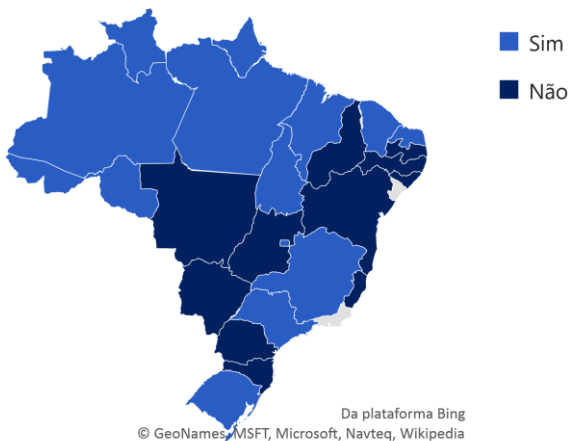 Sim
Não
Da plataforma Bing
© GeoNames, MSFT, Microsoft, Navteq, Wikipedia